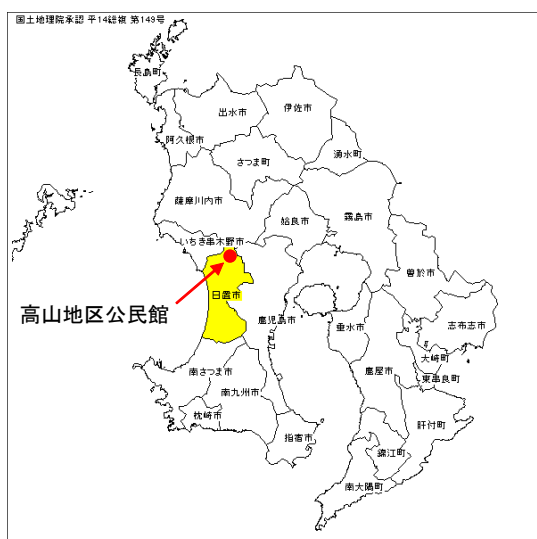 国土地理院承認 平14総複 第149号
長島町
出水市
伊佐市
阿久根市
湧水町
さつま町
薩摩川内市
姶良市
霧島市
いちき串木野市
曽於市
日置市
高山地区公民館
鹿児島市
垂水市
志布志市
大崎町
南さつま市
鹿屋市
東串良町
南九州市
枕崎市
肝付町
指宿市
錦江町
南大隅町